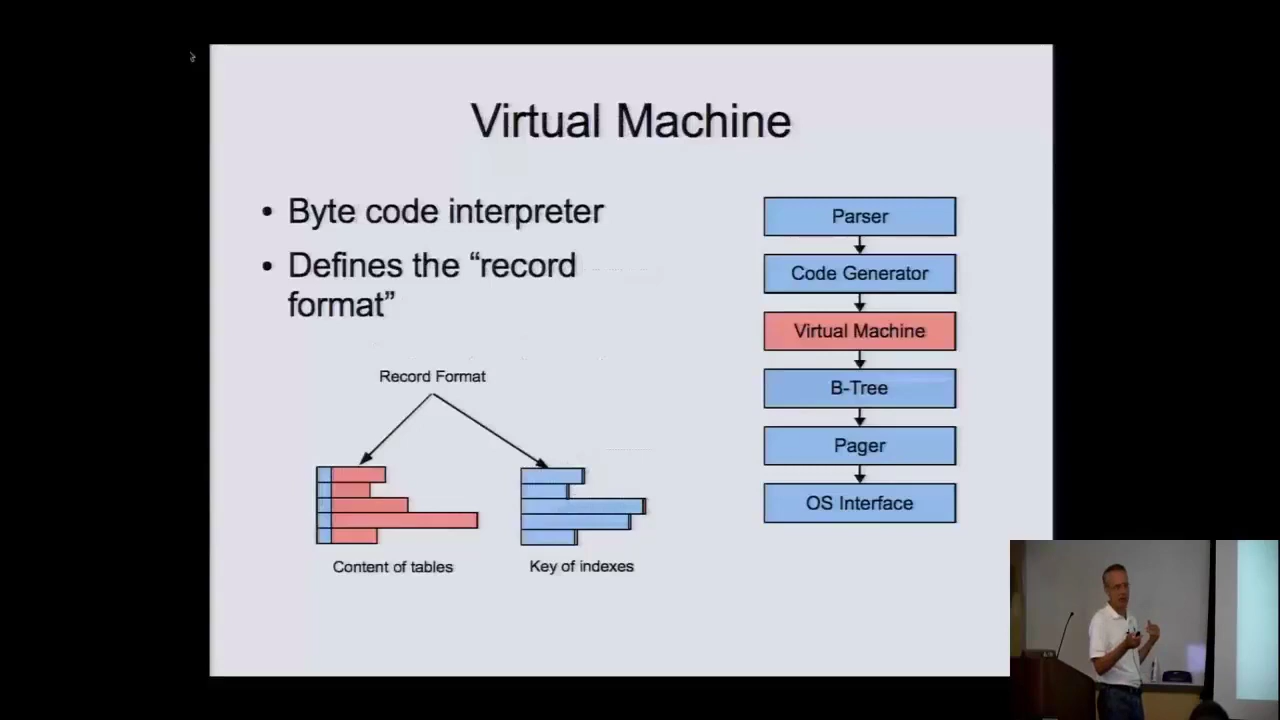 Virtual Machine
• Byte code interpreter
• Defines the “record
format”
Record Format
Content of tables
Key of indexes
Parser
Code Generator
Virtual Machine
B-Tree
Pager
OS Interface